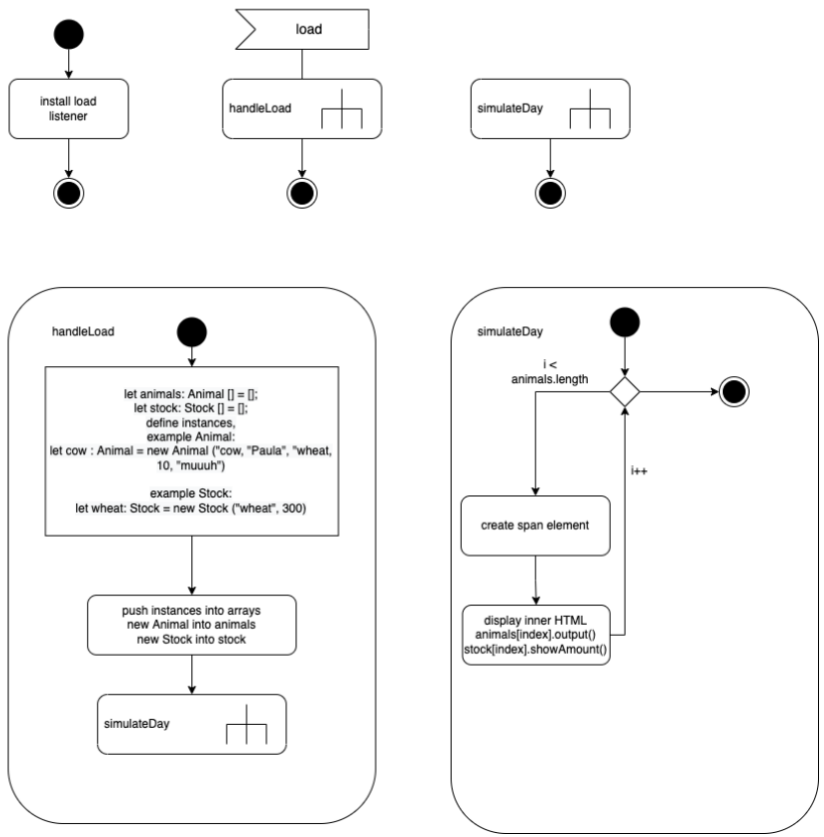 load
install load
listener
handleLoad
simulateDay
handleLoad
let animals: Animal [] = [];
let stock: Stock [] = [];
define instances,
example Animal:
let cow : Animal = new Animal ("cow, "Paula", "wheat,
10, "muuuh")
example Stock:
let wheat: Stock = new Stock ("wheat", 300)
push instances into arrays
new Animal into animals
new Stock into stock
simulateDay
simulateDay
i <
animals.length
i++
create span element
display inner HTML
animals[index].output()
stock[index].showAmount()